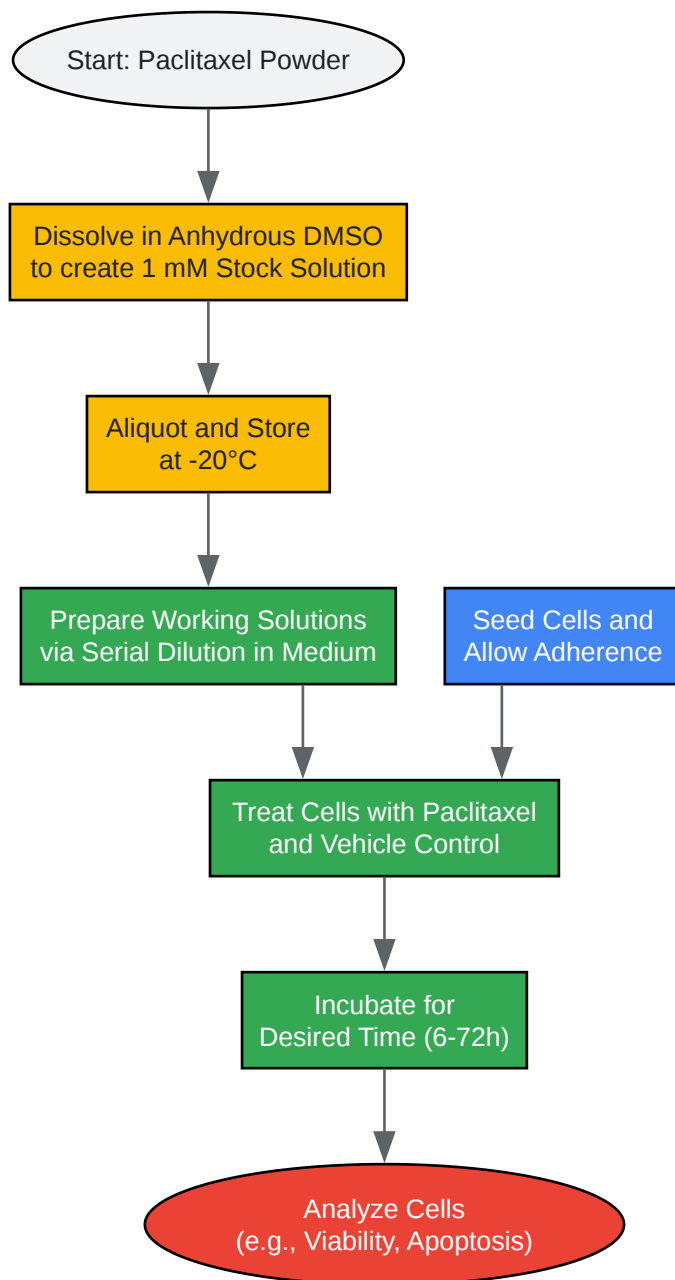 Start: Paclitaxel Powder
Dissolve in Anhydrous DMSO
to create 1 mM Stock Solution
Aliquot and Store
at -20°C
Prepare Working Solutions
via Serial Dilution in Medium
Seed Cells and
Allow Adherence
Treat Cells with Paclitaxel
and Vehicle Control
Incubate for
Desired Time (6-72h)
Analyze Cells
(e.g., Viability, Apoptosis)